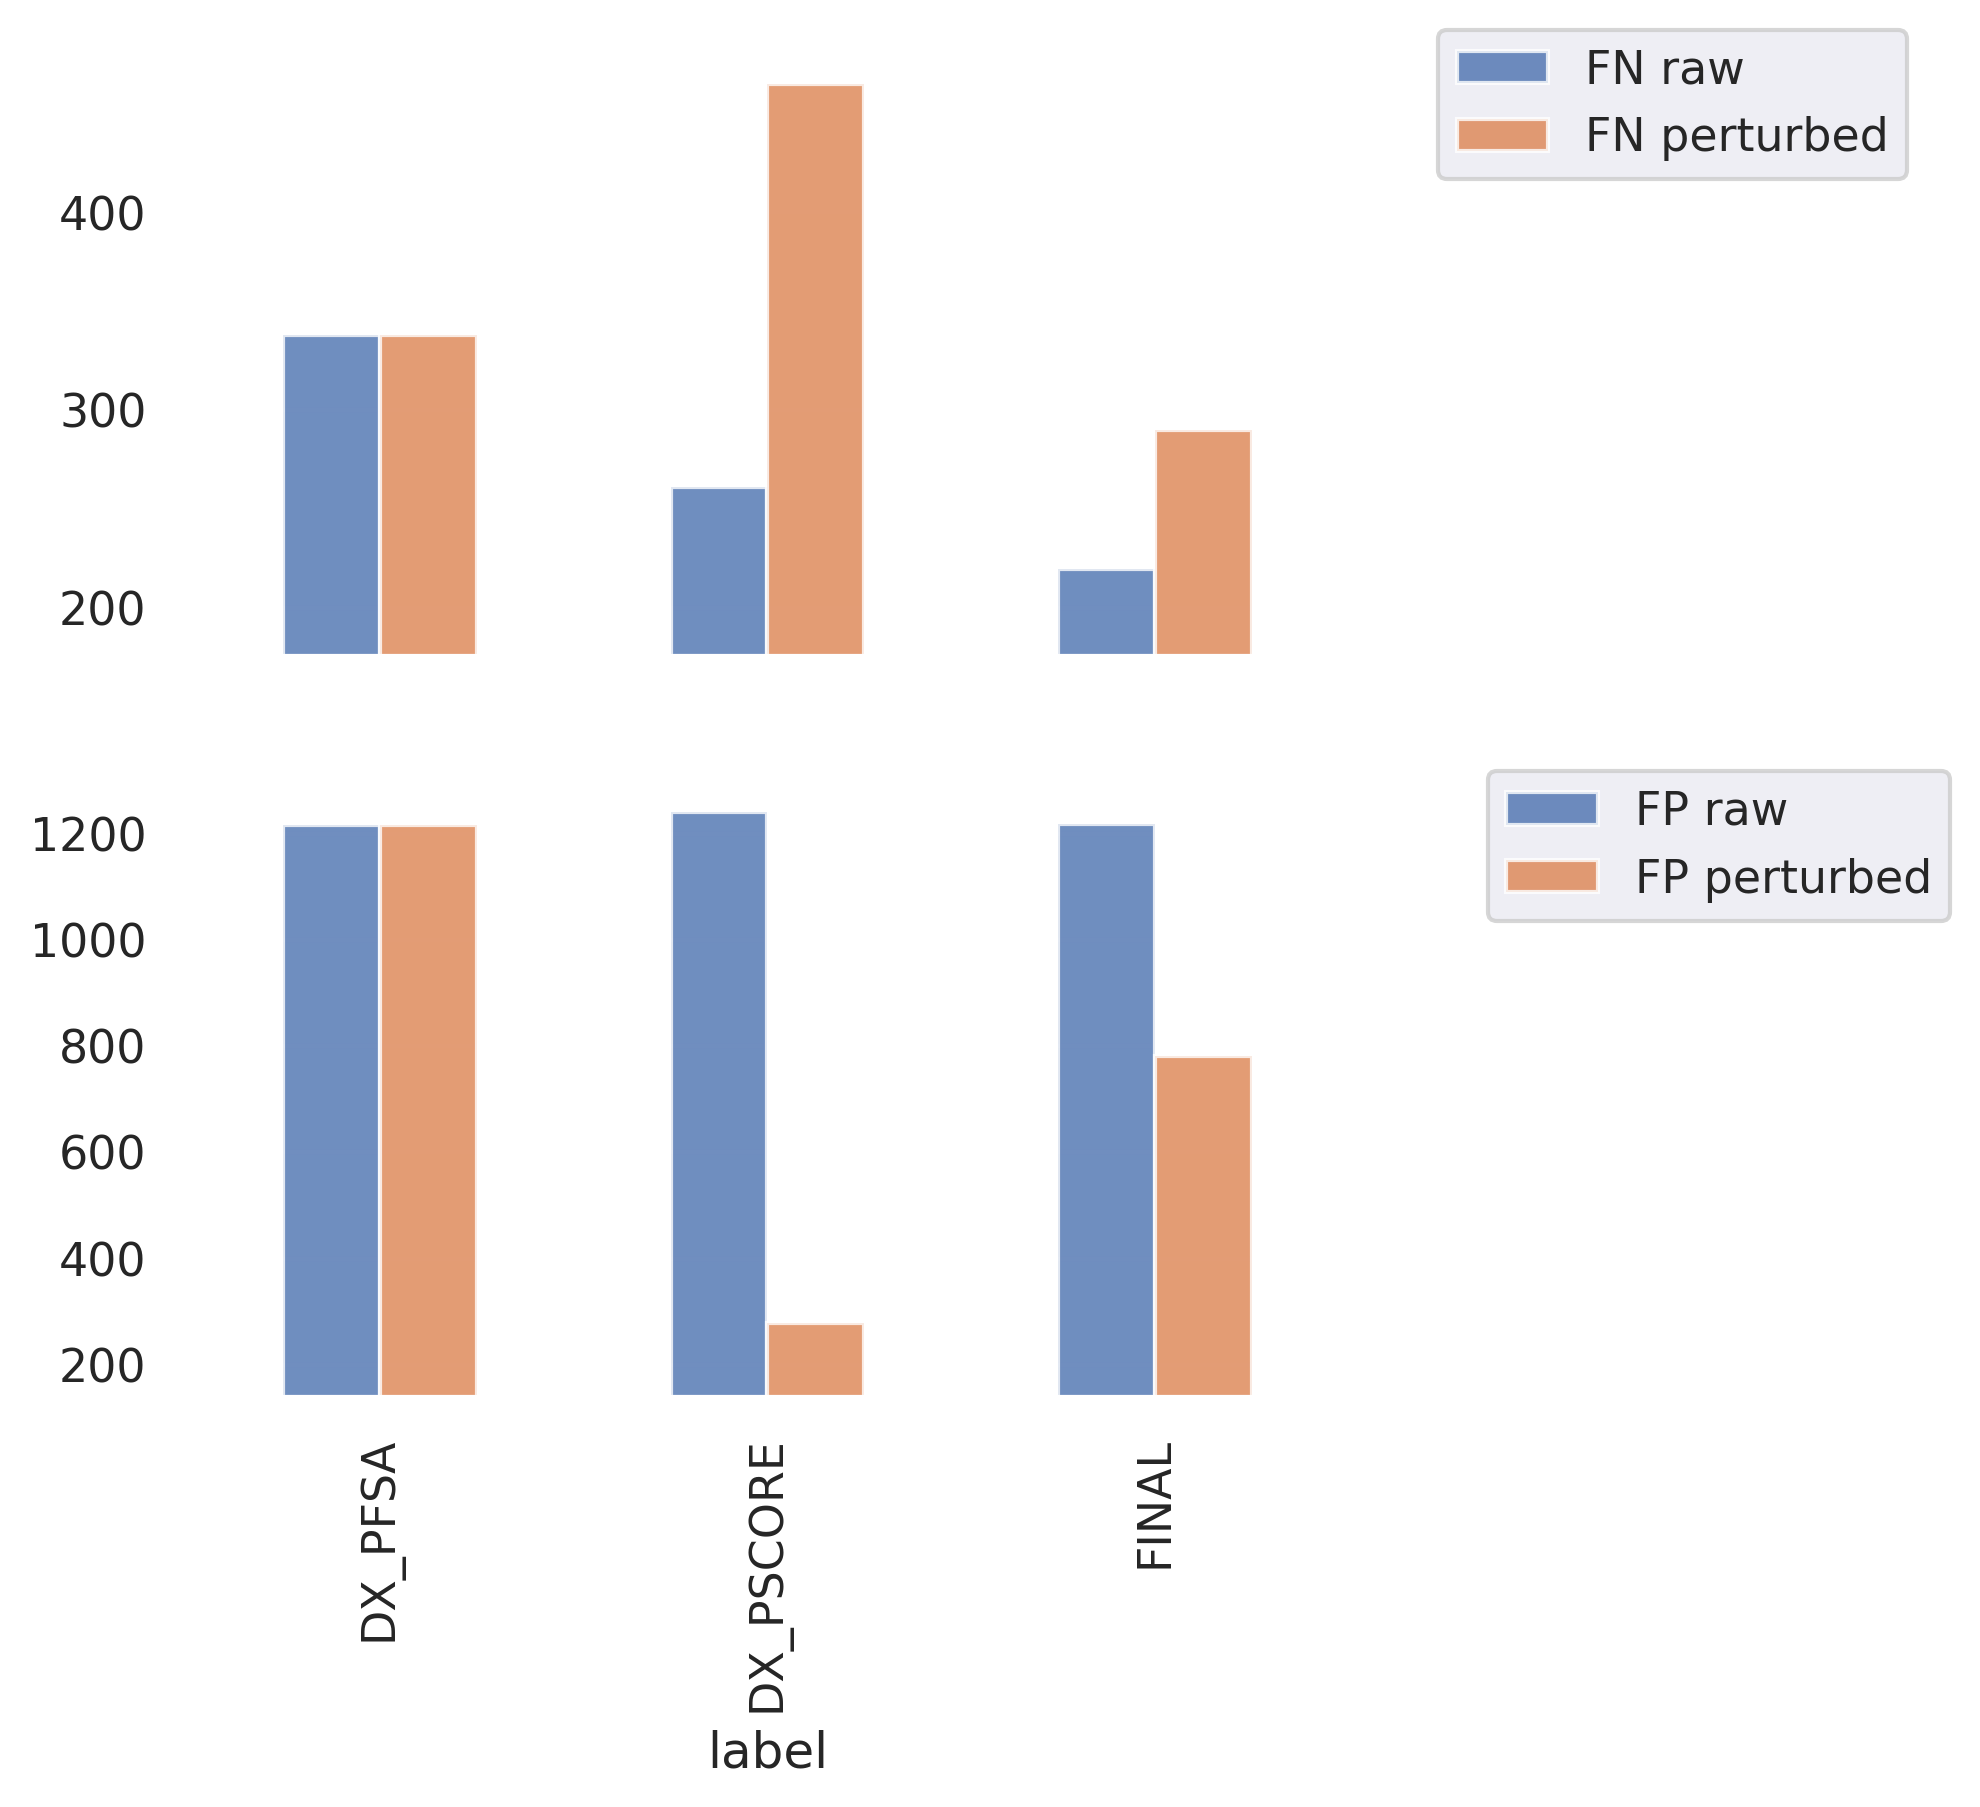 FN raw
FN perturbed
400
300
200
FP raw
FP perturbed
1200
1000
800
600
400
200
DX_PFSA
DX_PSCORE
FINAL
label